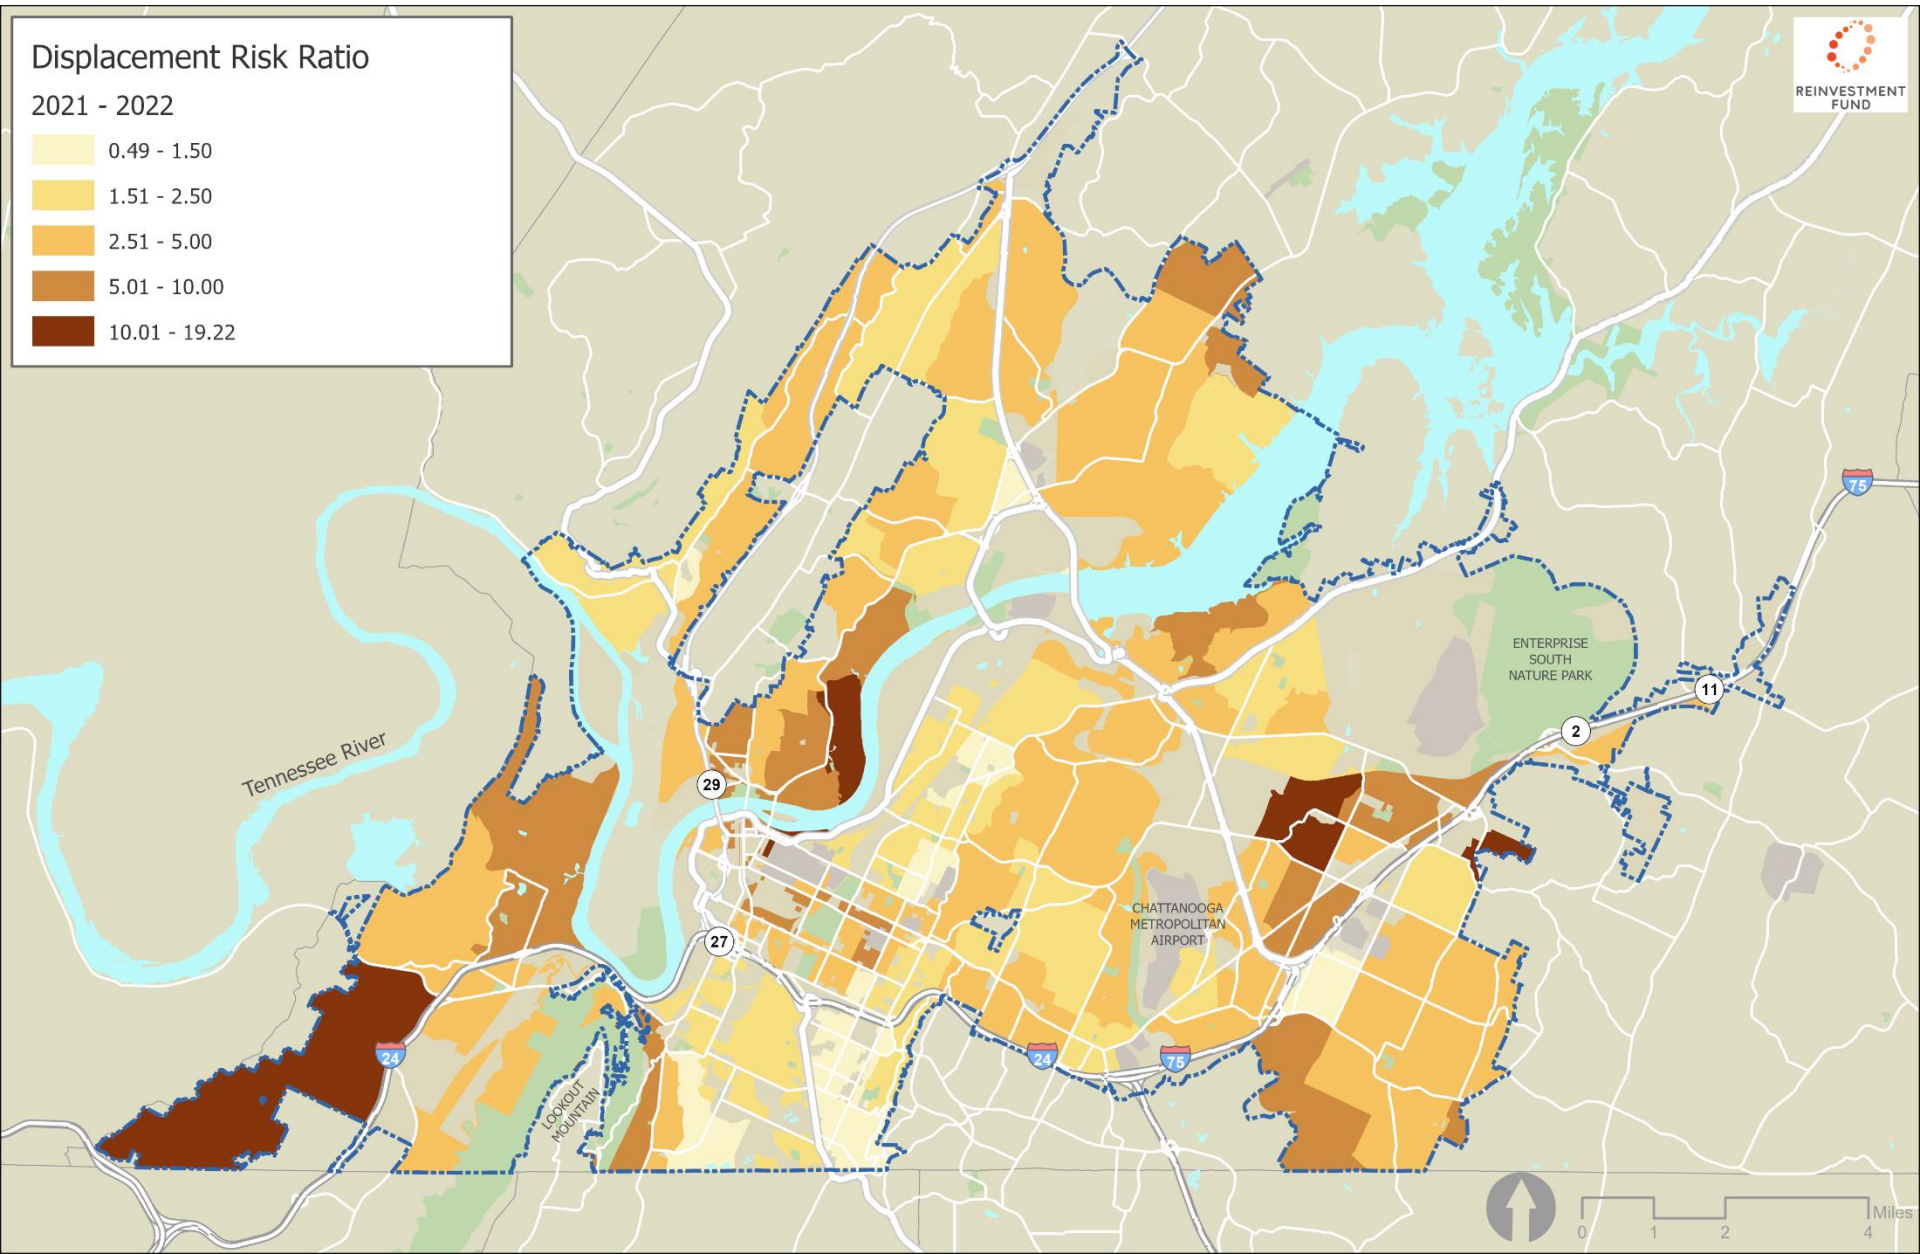 Displacement Risk Ratio
2021 - 2022
0.49 - 1.50
1.51 - 2.50
2.51 - 5.00
5.01 - 10.00
10.01 - 19.22
REINVESTMENT
FUND
75
ENTERPRISE
SOUTH
NATURE PARK
11
2
Tennessee River
29
CHATTANOOGA
METROPOLITAN
AIRPORT
27
24
24
75
LOOKOUT
MOUNTAIN
Miles
0 1 2 4